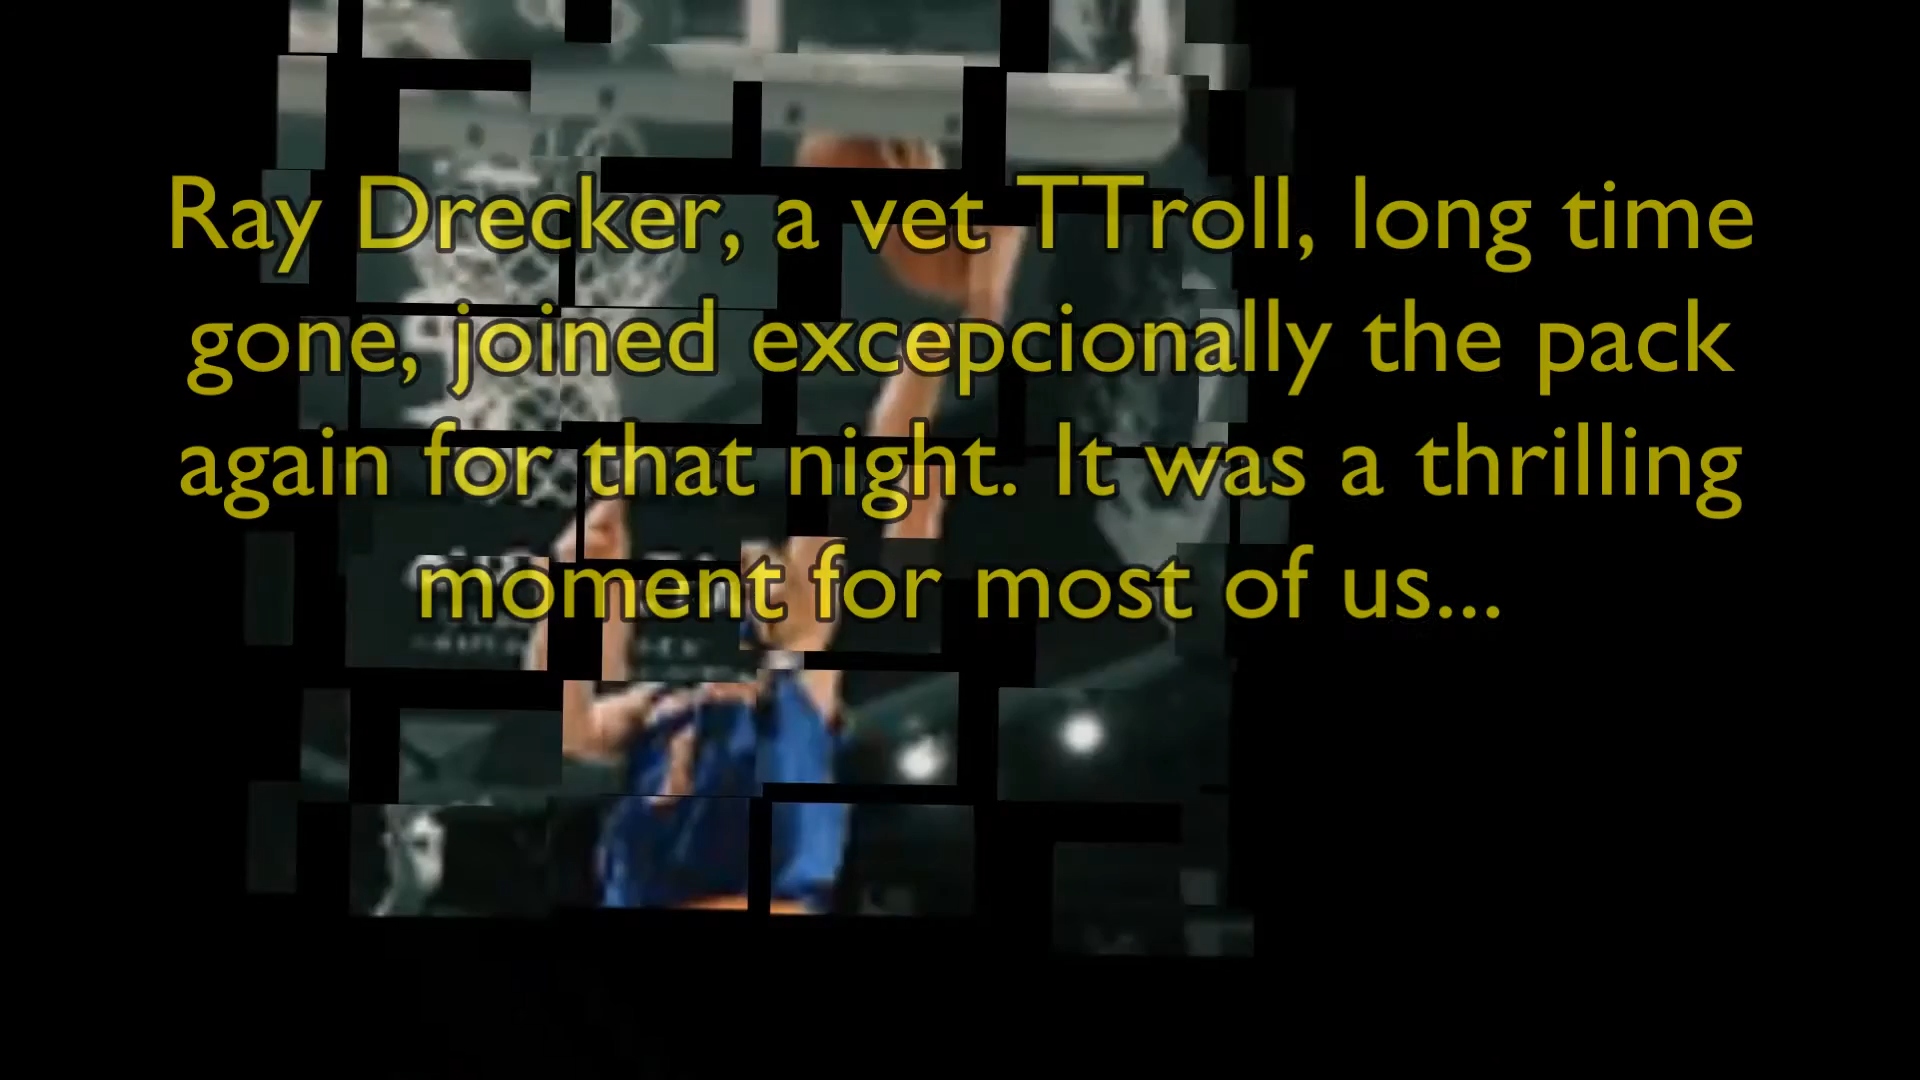 Ray Drecker, a vet TTroll, long time
gone, joined excepcionally the pack
again for that night. It was a thrilling
moment for most of us...